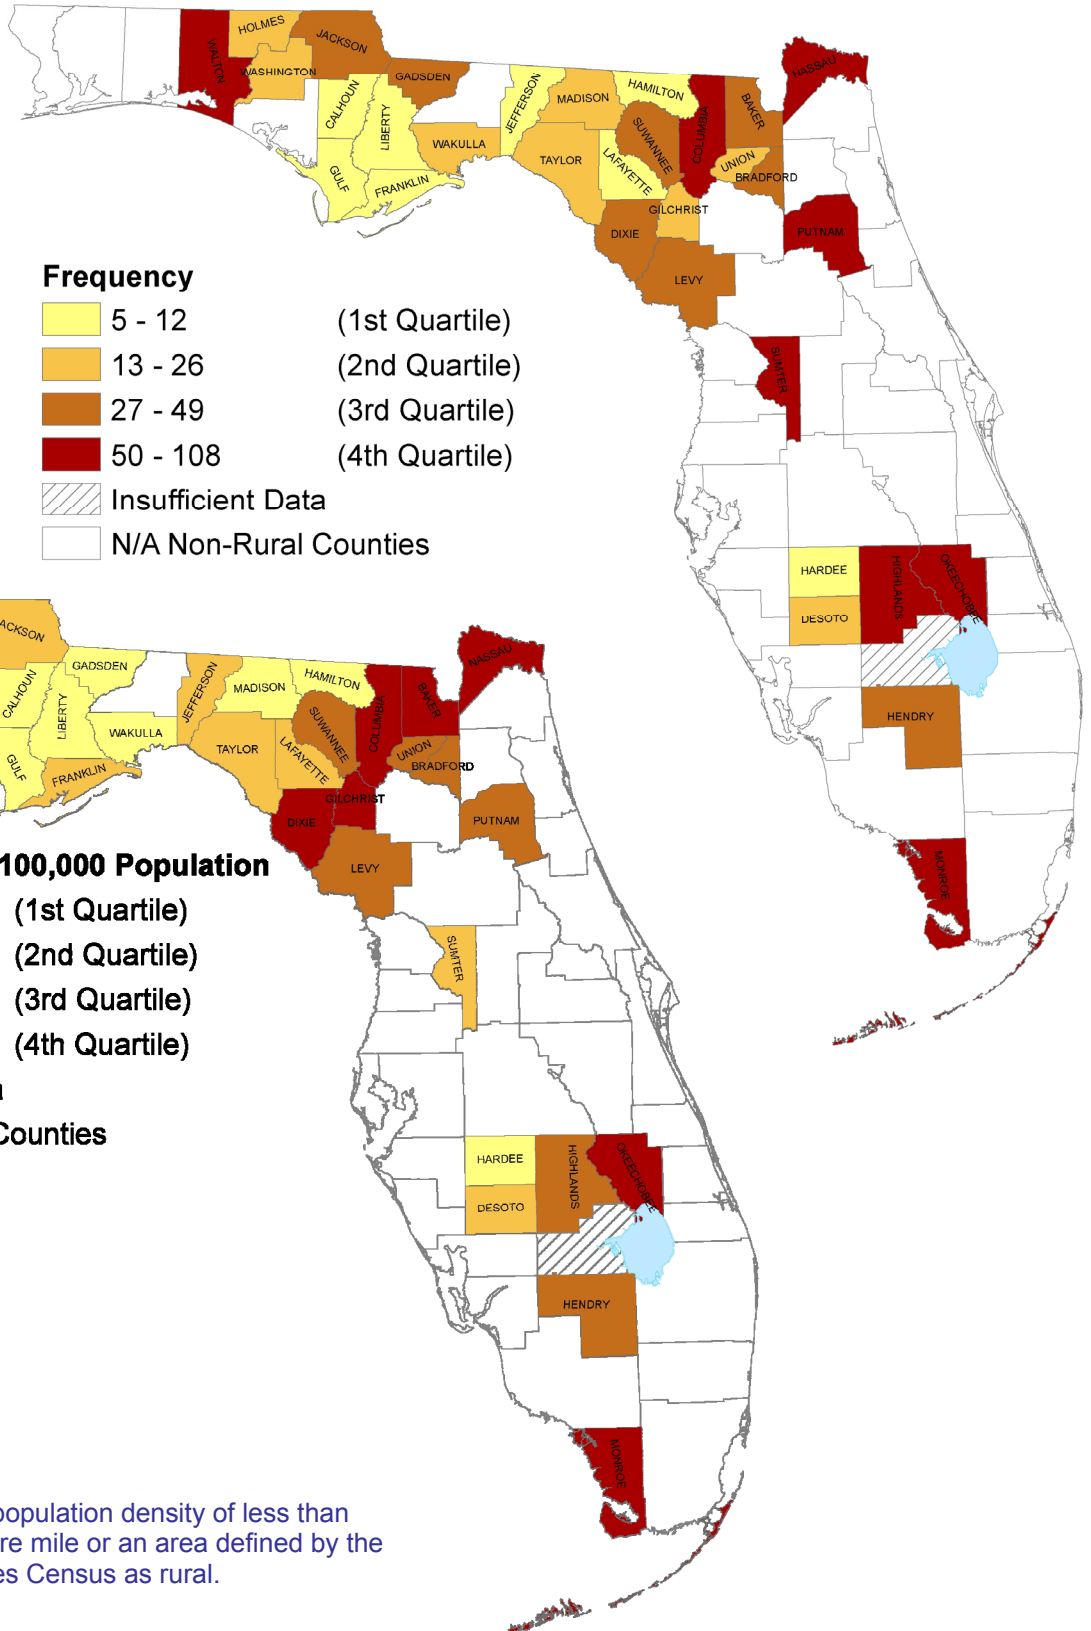 HOLMES
JACKSON
WALTON
WASHINGTON
GADSDEN
CALHOUN
LIBERTY
GULF
FRANKLIN
WAKULLA
JEFFERSON
MADISON
HAMILTON
TAYLOR
LAFAYETTE
SUWANNEE
COLUMBIA
BAKER
NASSAU
UNION
BRADFORD
GILCHRIST
DIXIE
LEVY
PUTNAM
SUMTER
HARDEE
HIGHLANDS
OKEECHOBEE
DESOTO
HENDRY
MONROE
Frequency
5 - 12 (1st Quartile)
13 - 26 (2nd Quartile)
27 - 49 (3rd Quartile)
50 - 108 (4th Quartile)
Insufficient Data
N/A Non-Rural Counties
ACKSON
GADSDEN
CALHOUN
LIBERTY
GULF
FRANKLIN
WAKULLA
JEFFERSON
MADISON
HAMILTON
TAYLOR
LAFAYETTE
SUWANNEE
COLUMBIA
BAKER
NASSAU
UNION
BRADFORD
GILCHRIST
DIXIE
LEVY
PUTNAM
SUMTER
HARDEE
HIGHLANDS
OKEECHOBEE
DESOTO
HENDRY
MONROE
100,000 Population
(1st Quartile)
(2nd Quartile)
(3rd Quartile)
(4th Quartile)
a
Counties
population density of less than
re mile or an area defined by the
es Census as rural.